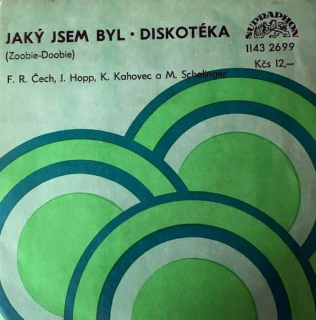 JAKÝ JSEM BYL · DISKOTÉKA
(Zoobie-Doobie)
F. R. Čech, J. Hopp, K. Kahovec a M. Schelinger
SUPRAPHON
1143 2699
Kčs 12,—